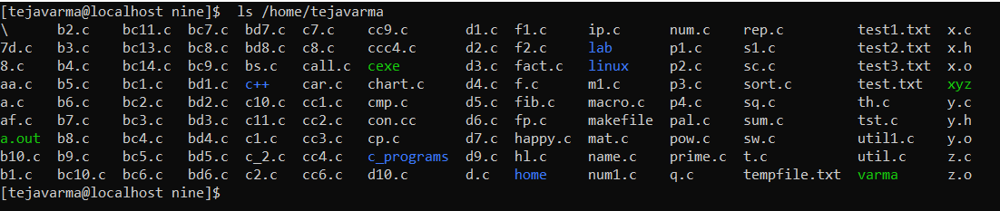 [tejavarma@localhost nine]$  ls /home/tejavarma
\      b2.c   bc11.c  bc7.c  bd7.c  c7.c    cc9.c       d1.c  f1.c     ip.c      num.c    rep.c         test1.txt  x.c
7d.c   b3.c   bc13.c  bc8.c  bd8.c  c8.c    ccc4.c      d2.c  f2.c     lab       p1.c     s1.c          test2.txt  x.h
8.c    b4.c   bc14.c  bc9.c  bs.c   call.c  cexe        d3.c  fact.c   linux     p2.c     sc.c          test3.txt  x.o
aa.c   b5.c   bc1.c   bd1.c  c++    car.c   chart.c     d4.c  f.c      m1.c      p3.c     sort.c        test.txt   xyz
a.c    b6.c   bc2.c   bd2.c  c10.c  cc1.c   cmp.c       d5.c  fib.c    macro.c   p4.c     sq.c          th.c       y.c
af.c   b7.c   bc3.c   bd3.c  c11.c  cc2.c   con.cc      d6.c  fp.c     makefile  pal.c    sum.c         tst.c      y.h
a.out  b8.c   bc4.c   bd4.c  c1.c   cc3.c   cp.c        d7.c  happy.c  mat.c     pow.c    sw.c          util1.c    y.o
b10.c  b9.c   bc5.c   bd5.c  c_2.c  cc4.c   c_programs  d9.c  hl.c     name.c    prime.c  t.c           util.c     z.c
b1.c   bc10.c  bc6.c  bd6.c  c2.c   cc6.c   d10.c       d.c   home     num1.c    q.c      tempfile.txt  varma      z.o
[tejavarma@localhost nine]$